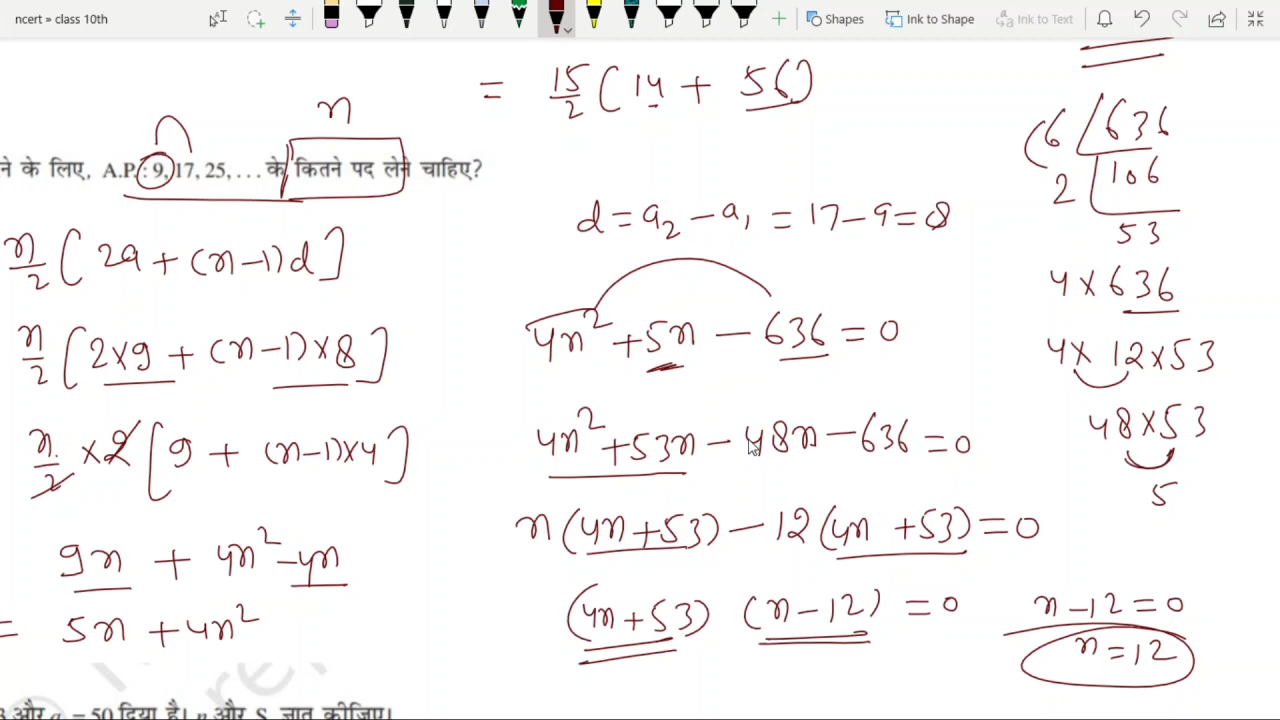 ncert » class 10th
Shapes
Ink to Shape
Ink to Text
= 15/2 (14 + 56)
n
ने के लिए, A.P. : 9, 17, 25, . . . के कितने पद लेने चाहिए?
n/2 [2a + (n-1)d]
n/2 [2×9 + (n-1)×8]
n/2 ×2 [9 + (n-1)×4]
9n + 4n² -4n
= 5n + 4n²
d = a₂ - a₁ = 17 - 9 = 8
4n² + 5n - 636 = 0
4n² + 53n - 48n - 636 = 0
n (4n + 53) - 12 (4n + 53) = 0
(4n + 53) (n - 12) = 0
6 636
2 106
53
4 × 636
4 × 12 × 53
48 × 53
5
n - 12 = 0
n = 12
3 और = 50 दिया है। और S ज्ञात कीजिए।